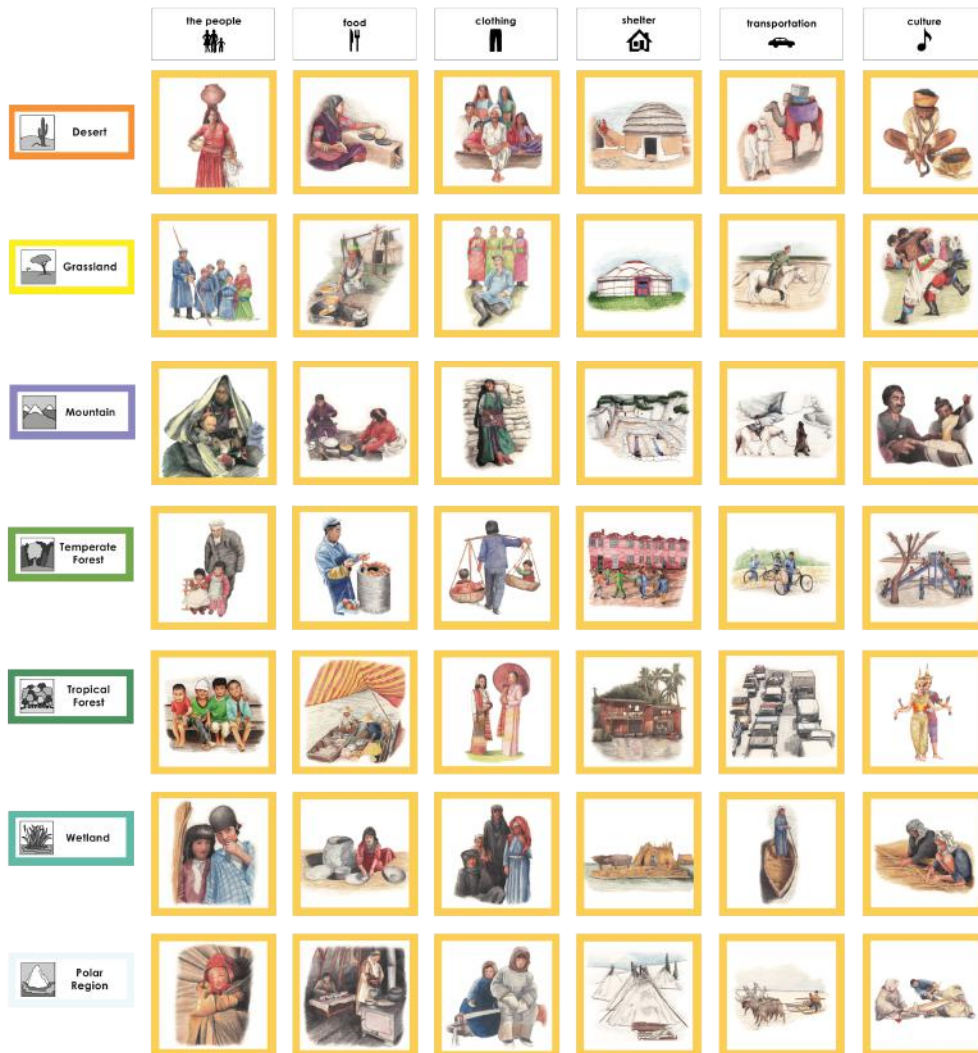 the people
food
clothing
shelter
transportation
culture
Desert
Grassland
Mountain
Temperate
Forest
Tropical
Forest
Wetland
Polar
Region